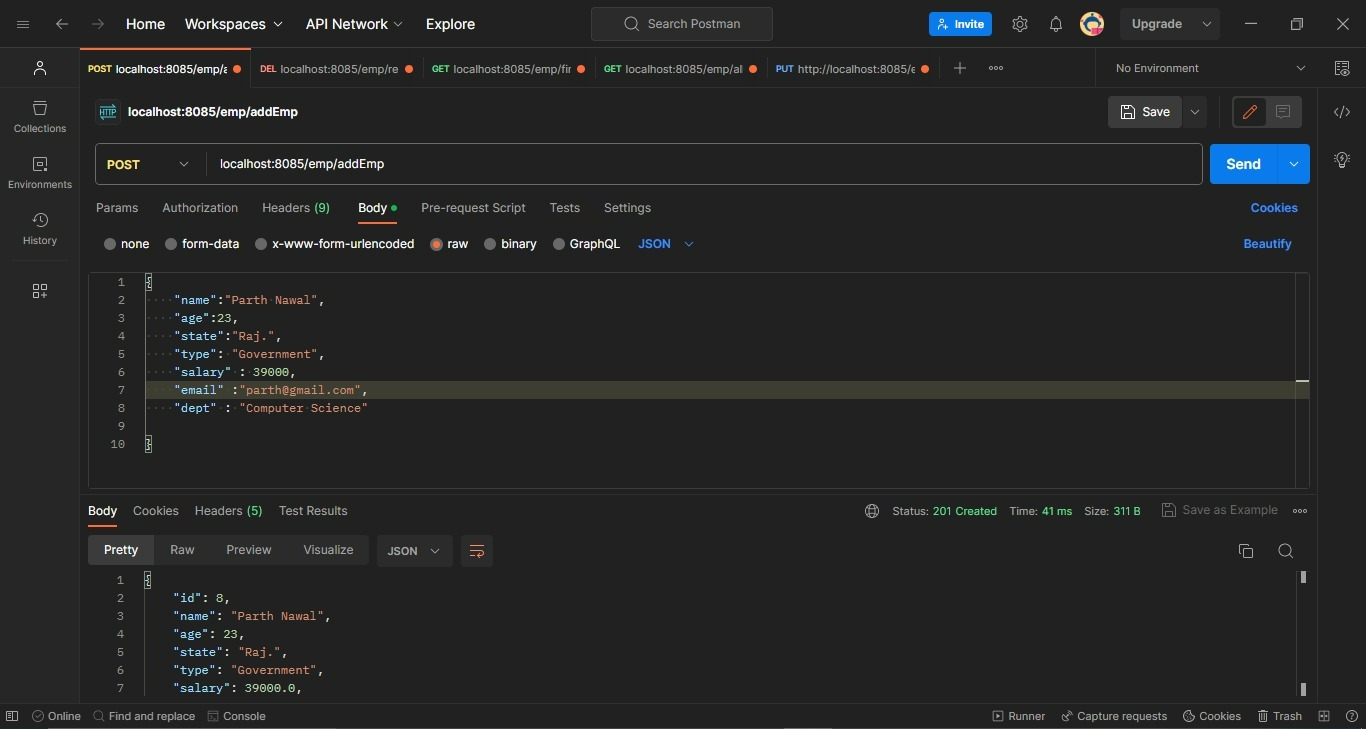 Home Workspaces API Network Explore Search Postman Invite Upgrade
POST localhost:8085/emp/a DEL localhost:8085/emp/re GET localhost:8085/emp/fir GET localhost:8085/emp/al PUT http://localhost:8085/e No Environment
HTTP localhost:8085/emp/addEmp Save
Collections
POST localhost:8085/emp/addEmp Send
Environments
Params Authorization Headers (9) Body Pre-request Script Tests Settings Cookies
History
none form-data x-www-form-urlencoded raw binary GraphQL JSON Beautify
1 {
2 "name":"Parth Nawal",
3 "age":23,
4 "state":"Raj.",
5 "type": "Government",
6 "salary" : 39000,
7 "email" :"parth@gmail.com",
8 "dept" : "Computer Science"
9
10 }
Body Cookies Headers (5) Test Results Status: 201 Created Time: 41 ms Size: 311 B Save as Example
Pretty Raw Preview Visualize JSON
1 {
2 "id": 8,
3 "name": "Parth Nawal",
4 "age": 23,
5 "state": "Raj.",
6 "type": "Government",
7 "salary": 39000.0,
Online Find and replace Console Runner Capture requests Cookies Trash